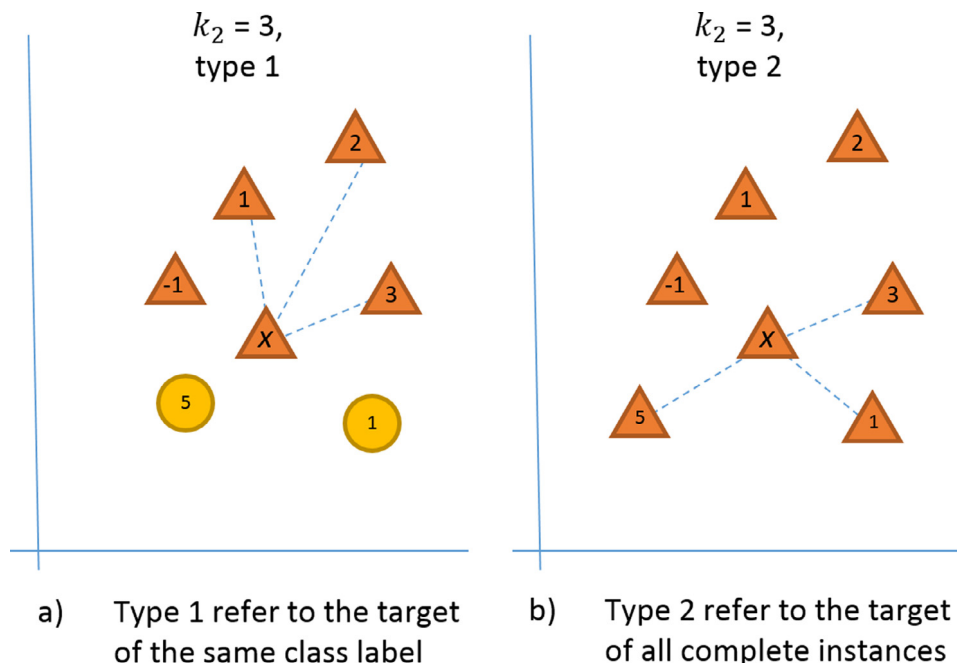 k₂ = 3,
type 1
2
1
-1
3
X
5
1
a) Type 1 refer to the target
of the same class label
k₂ = 3,
type 2
2
1
-1
3
X
5
1
b) Type 2 refer to the target
of all complete instances